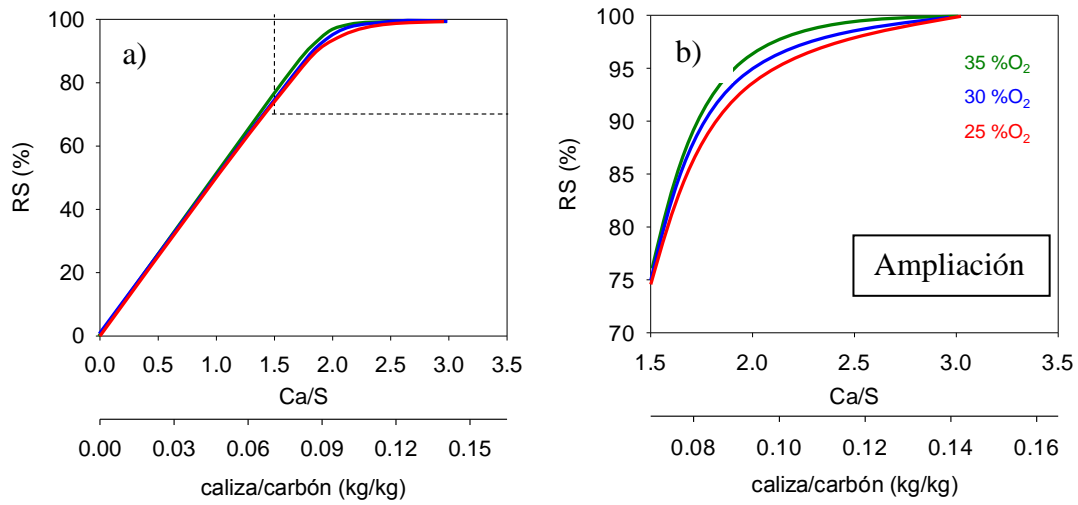 a)
100
80
60
40
20
0
RS (%)
0.0 0.5 1.0 1.5 2.0 2.5 3.0 3.5
Ca/S
0.00 0.03 0.06 0.09 0.12 0.15
caliza/carbón (kg/kg)
b)
100
95
90
85
80
75
70
RS (%)
35 %O₂
30 %O₂
25 %O₂
Ampliación
1.5 2.0 2.5 3.0 3.5
Ca/S
0.08 0.10 0.12 0.14 0.16
caliza/carbón (kg/kg)